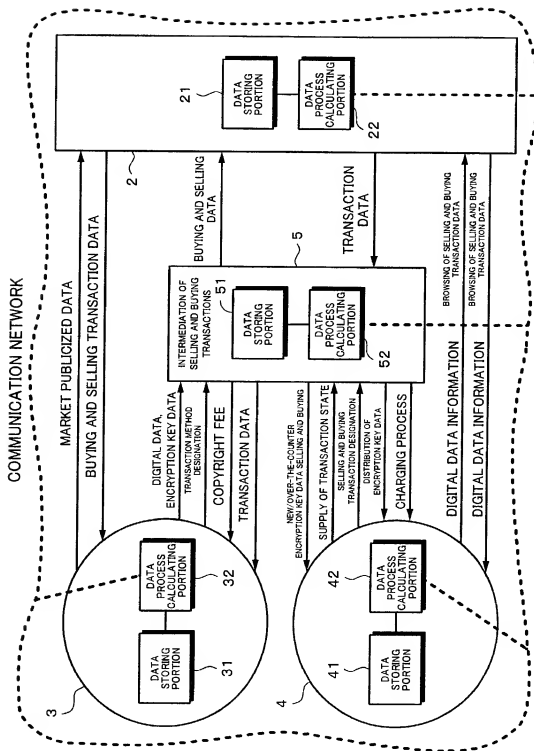 COMMUNICATION NETWORK
MARKET PUBLICIZED DATA
BUYING AND SELLING TRANSACTION DATA
2
21
DATA
STORING
PORTION
DATA
PROCESS
CALCULATING
PORTION
22
BUYING AND SELLING
DATA
TRANSACTION
DATA
5
INTERMEDIATION OF
SELLING AND BUYING
TRANSACTIONS
51
DATA
STORING
PORTION
DATA
PROCESS
CALCULATING
PORTION
52
3
31
DATA
STORING
PORTION
DATA
PROCESS
CALCULATING
PORTION
32
DIGITAL DATA,
ENCRYPTION KEY DATA
TRANSACTION METHOD
DESIGNATION
COPYRIGHT FEE
TRANSACTION DATA
NEW/OVER-THE-COUNTER
ENCRYPTION KEY DATA SELLING AND BUYING
SUPPLY OF TRANSACTION STATE
SELLING AND BUYING
TRANSACTION DESIGNATION
DISTRIBUTION OF
ENCRYPTION KEY DATA
CHARGING PROCESS
4
41
DATA
STORING
PORTION
DATA
PROCESS
CALCULATING
PORTION
42
DIGITAL DATA INFORMATION
BROWSING OF SELLING AND BUYING
TRANSACTION DATA
DIGITAL DATA INFORMATION
BROWSING OF SELLING AND BUYING
TRANSACTION DATA